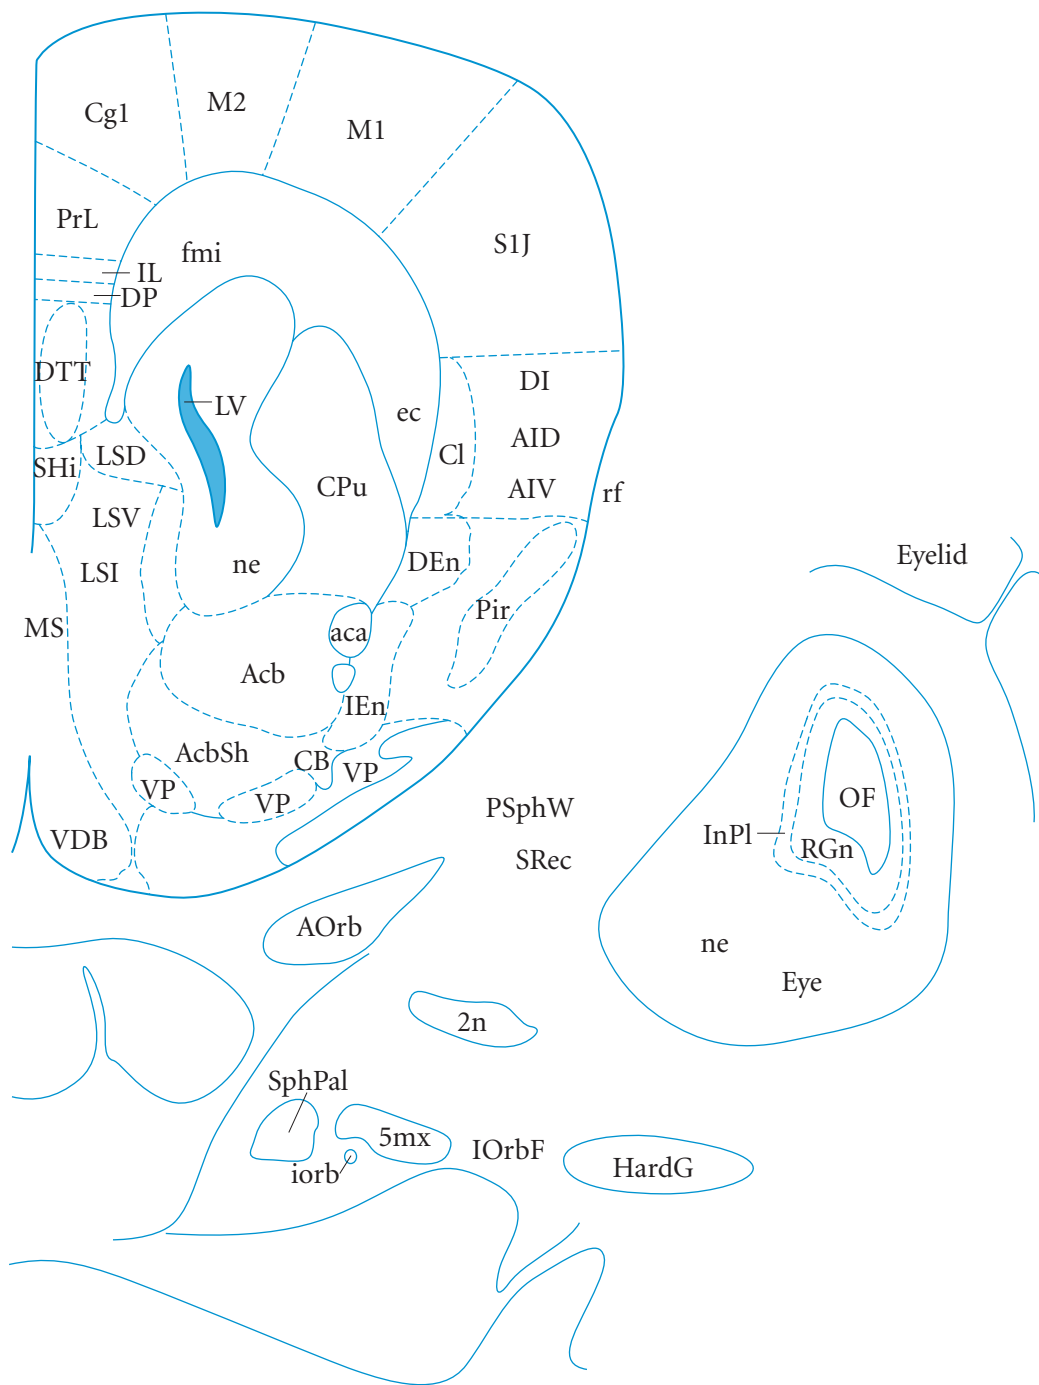 Cg1
M2
M1
PrL
fmi
S1J
IL
DP
DTT
LV
ec
DI
AID
Cl
AIV
rf
SHi
LSD
CPu
LSV
ne
DEn
LSI
Eyelid
MS
aca
Pir
Acb
IEn
AcbSh
CB
VP
VP
VP
VDB
PSphW
SRec
OF
InPl
RGn
AOrb
ne
Eye
2n
SphPal
5mx
iorb
IOrbF
HardG